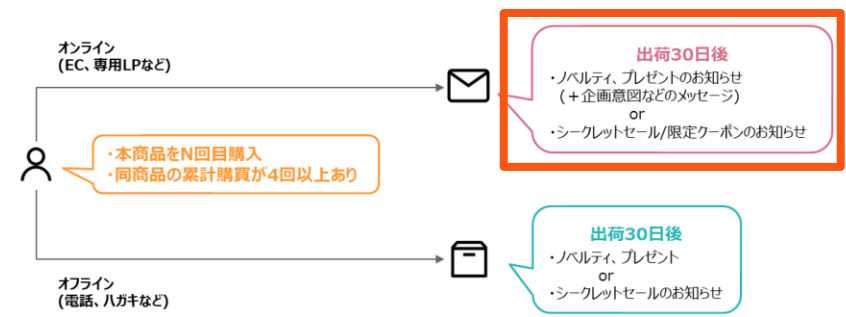 オンライン
(EC、専用LPなど)
出荷30日後
・ノベルティ、プレゼントのお知らせ
(+企画意図などのメッセージ)
or
・シークレットセール/限定クーポンのお知らせ
・本商品をN回目購入
・同商品の累計購買が4回以上あり
出荷30日後
・ノベルティ、プレゼント
or
・シークレットセールのお知らせ
オフライン
(電話、ハガキなど)